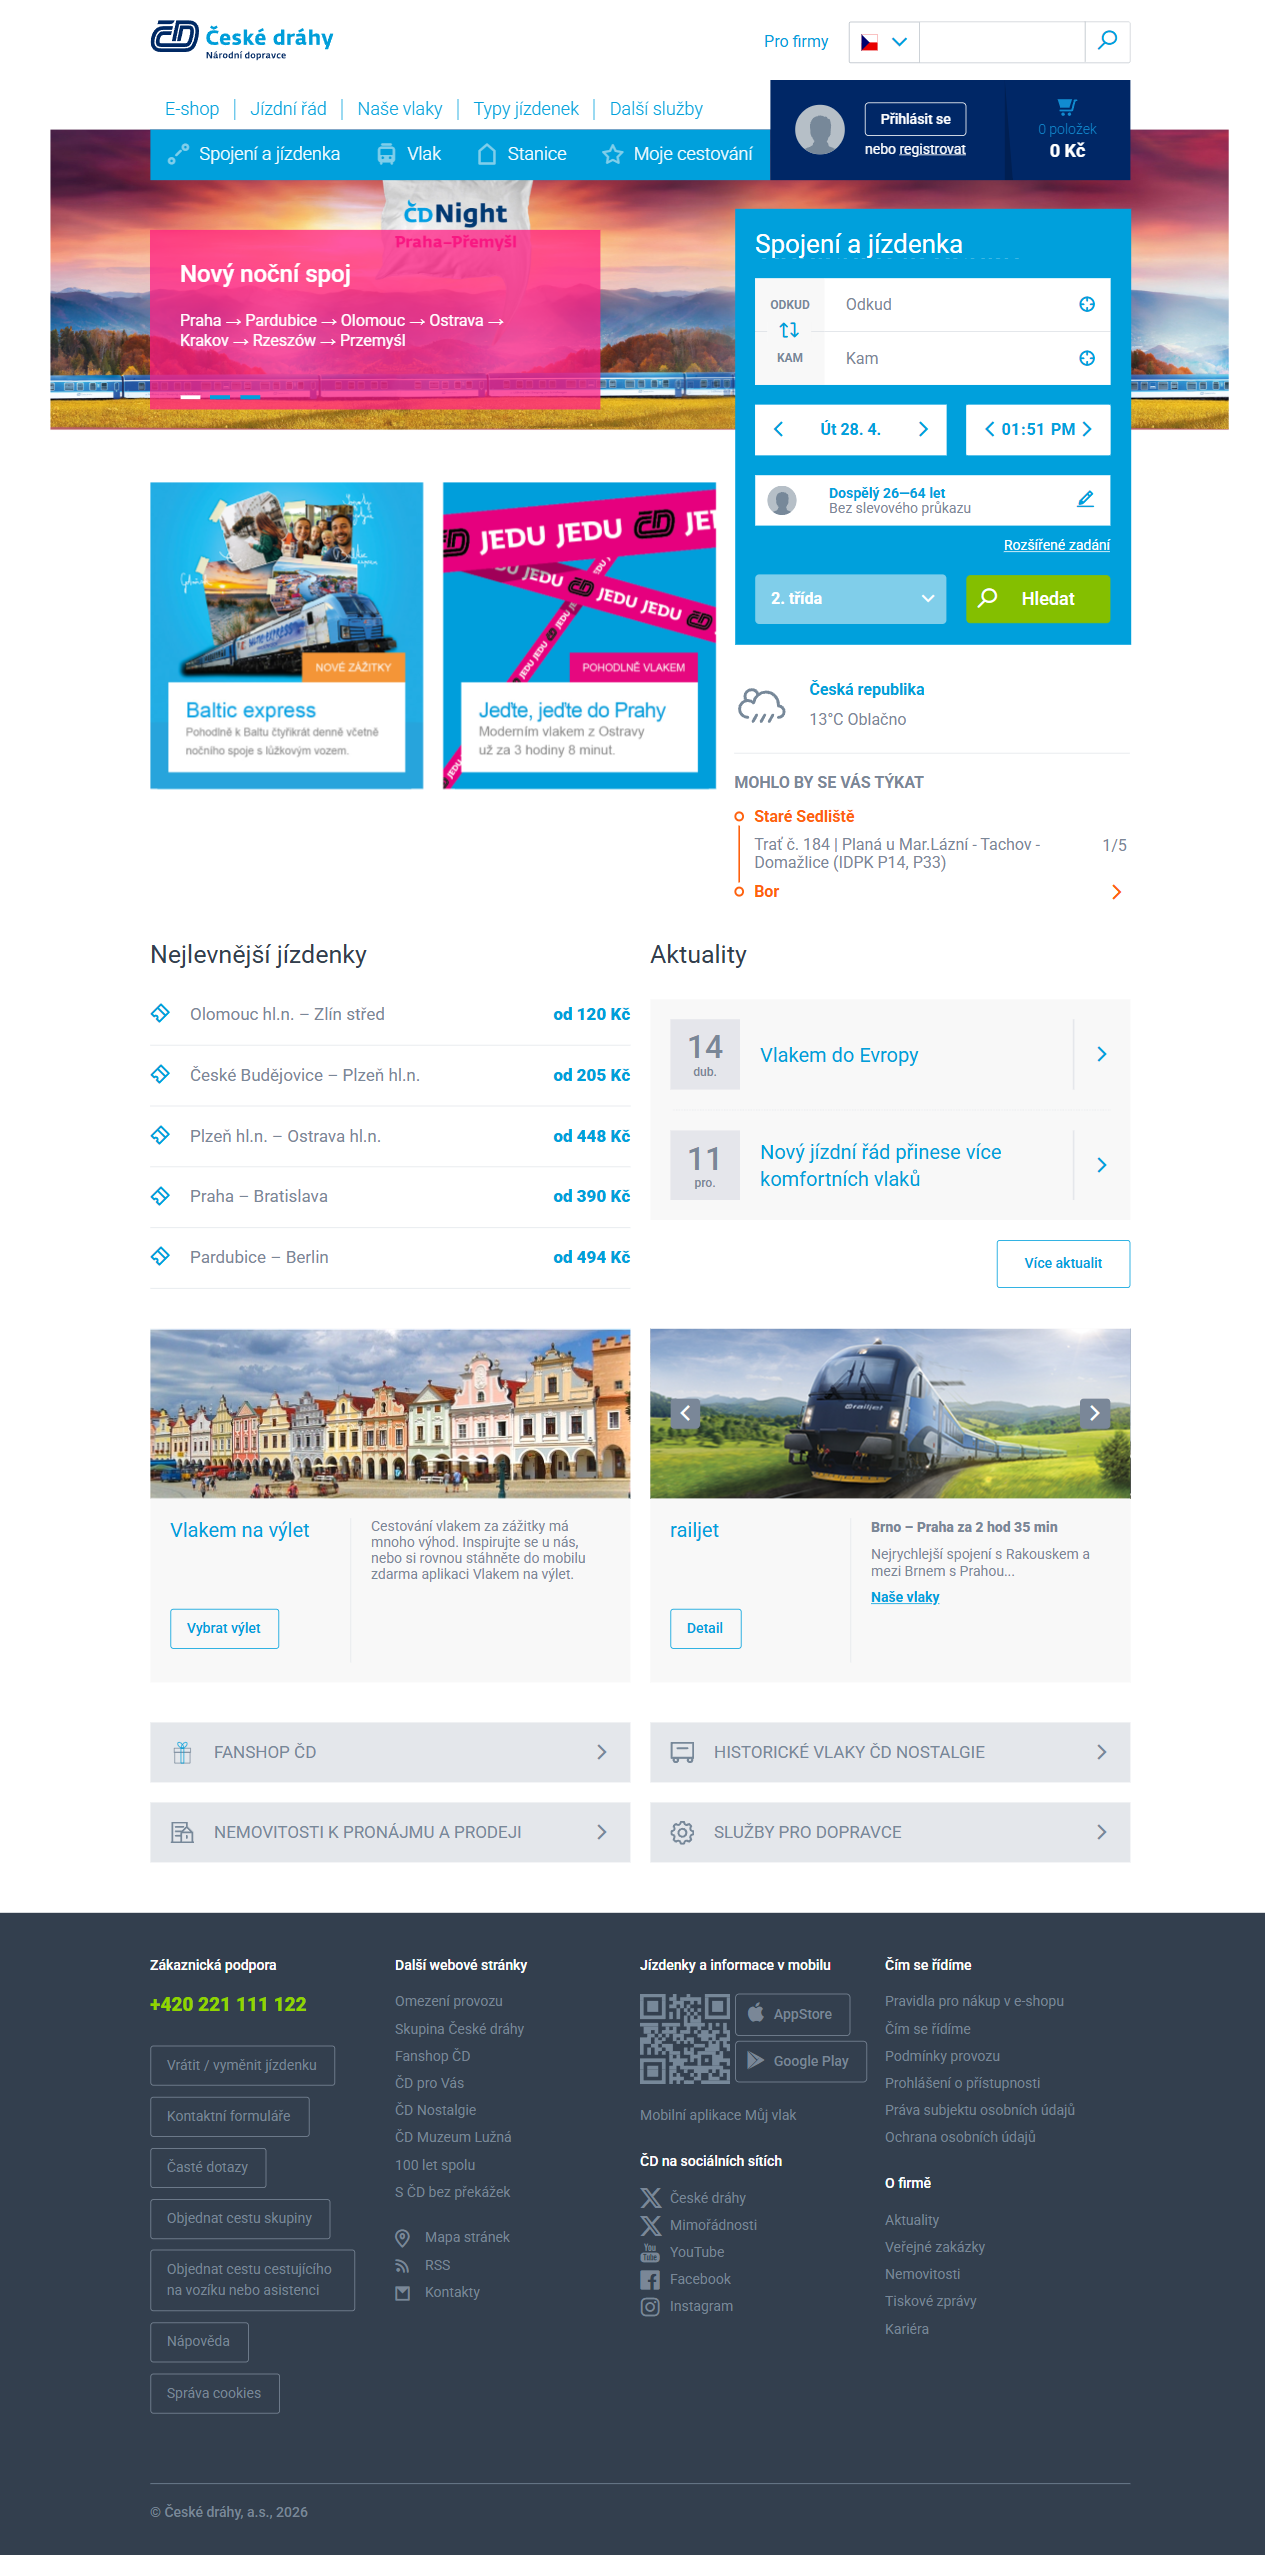 ČD České dráhy
Národní dopravce
Pro firmy
E-shop
Jízdní řád
Naše vlaky
Typy jízdenek
Další služby
Přihlásit se
nebo registrovat
0 položek
0 Kč
Spojení a jízdenka
Vlak
Stanice
Moje cestování
ČDNight
Praha–Přemyšl
Nový noční spoj
Praha → Pardubice → Olomouc → Ostrava →
Krakov → Rzeszów → Przemyśl
Spojení a jízdenka
ODKUD
Odkud
KAM
Kam
Út 28. 4.
01:51 PM
Dospělý 26—64 let
Bez slevového průkazu
Rozšířené zadání
2. třída
Hledat
NOVÉ ZÁŽITKY
Baltic express
Pohodlně k Baltu čtyřikrát denně včetně
nočního spoje s lůžkovým vozem.
JEDU JEDU ČD JEDU
JEDU JEDU ČD JEDU JEDU ČD
JEDU JEDU JEDU
POHODLNĚ VLAKEM
Jeďte, jeďte do Prahy
Moderním vlakem z Ostravy
už za 3 hodiny 8 minut.
Česká republika
13°C Oblačno
MOHLO BY SE VÁS TÝKAT
Staré Sedliště
Trať č. 184 | Planá u Mar.Lázní - Tachov -
Domažlice (IDPK P14, P33)
1/5
Bor
Nejlevnější jízdenky
Olomouc hl.n. – Zlín střed
od 120 Kč
České Budějovice – Plzeň hl.n.
od 205 Kč
Plzeň hl.n. – Ostrava hl.n.
od 448 Kč
Praha – Bratislava
od 390 Kč
Pardubice – Berlin
od 494 Kč
Aktuality
14
dub.
Vlakem do Evropy
11
pro.
Nový jízdní řád přinese více
komfortních vlaků
Více aktualit
Vlakem na výlet
Cestování vlakem za zážitky má
mnoho výhod. Inspirujte se u nás,
nebo si rovnou stáhněte do mobilu
zdarma aplikaci Vlakem na výlet.
Vybrat výlet
railjet
railjet
Brno – Praha za 2 hod 35 min
Nejrychlejší spojení s Rakouskem a
mezi Brnem s Prahou...
Naše vlaky
Detail
FANSHOP ČD
HISTORICKÉ VLAKY ČD NOSTALGIE
NEMOVITOSTI K PRONÁJMU A PRODEJI
SLUŽBY PRO DOPRAVCE
Zákaznická podpora
+420 221 111 122
Vrátit / vyměnit jízdenku
Kontaktní formuláře
Časté dotazy
Objednat cestu skupiny
Objednat cestu cestujícího
na vozíku nebo asistenci
Nápověda
Správa cookies
Další webové stránky
Omezení provozu
Skupina České dráhy
Fanshop ČD
ČD pro Vás
ČD Nostalgie
ČD Muzeum Lužná
100 let spolu
S ČD bez překážek
Mapa stránek
RSS
Kontakty
Jízdenky a informace v mobilu
AppStore
Google Play
Mobilní aplikace Můj vlak
ČD na sociálních sítích
České dráhy
Mimořádnosti
You
Tube
YouTube
Facebook
Instagram
Čím se řídíme
Pravidla pro nákup v e-shopu
Čím se řídíme
Podmínky provozu
Prohlášení o přístupnosti
Práva subjektu osobních údajů
Ochrana osobních údajů
O firmě
Aktuality
Veřejné zakázky
Nemovitosti
Tiskové zprávy
Kariéra
© České dráhy, a.s., 2026